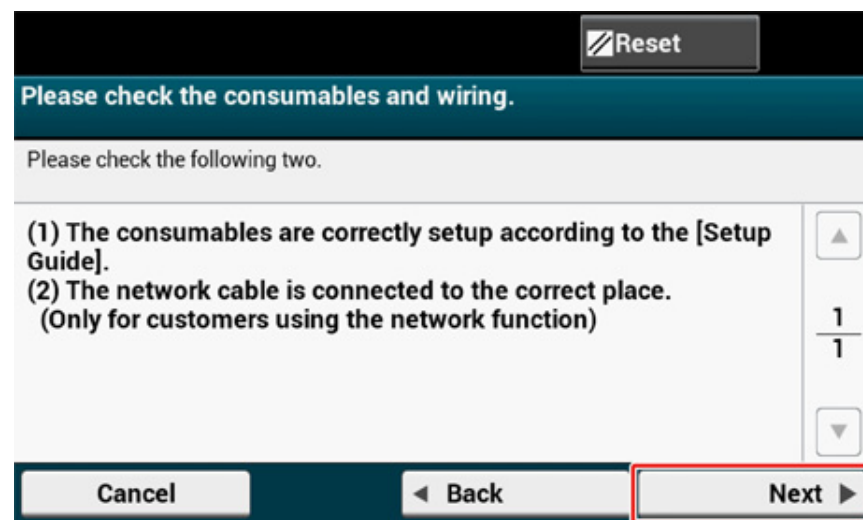 Reset
Please check the consumables and wiring.
Please check the following two.
(1) The consumables are correctly setup according to the [Setup
Guide].
(2) The network cable is connected to the correct place.
(Only for customers using the network function)
1
1
Cancel
Back
Next